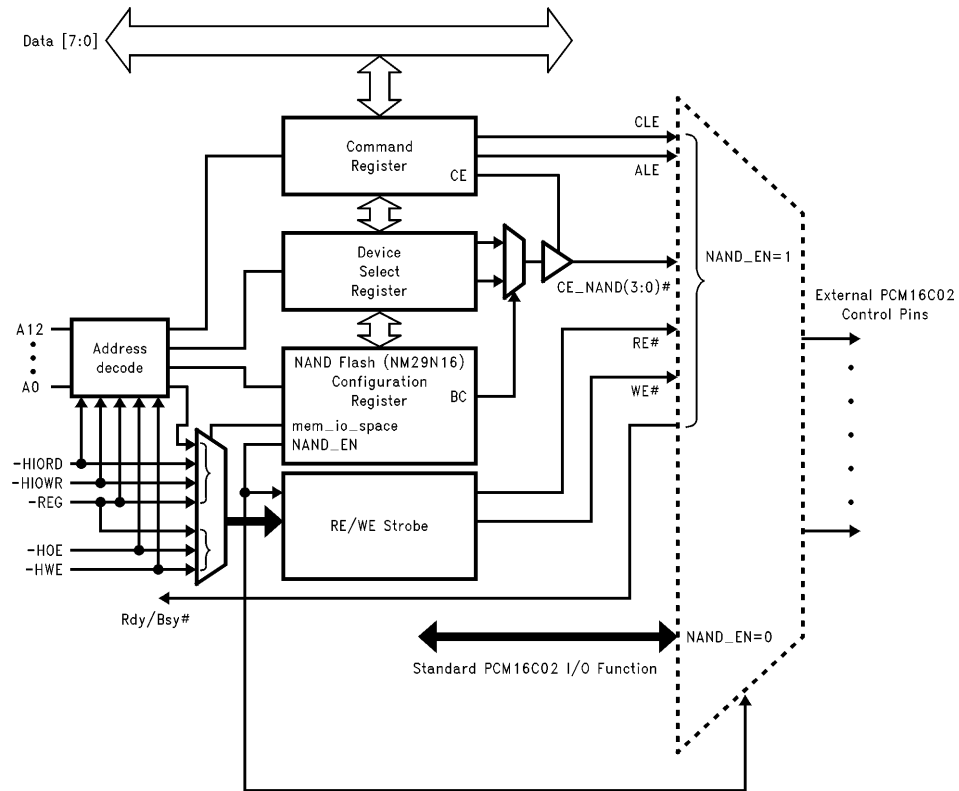 Data [7:0]
Command
Register
CE
CLE
ALE
Device
Select
Register
CE_NAND(3:0)#
NAND_EN=1
External PCM16C02
Control Pins
A12
A0
Address
decode
NAND Flash (NM29N16)
Configuration
Register
BC
mem_io_space
NAND_EN
RE#
WE#
-HIORD
-HIOWR
-REG
-HOE
-HWE
RE/WE Strobe
Rdy/Bsy#
NAND_EN=0
Standard PCM16C02 I/O Function